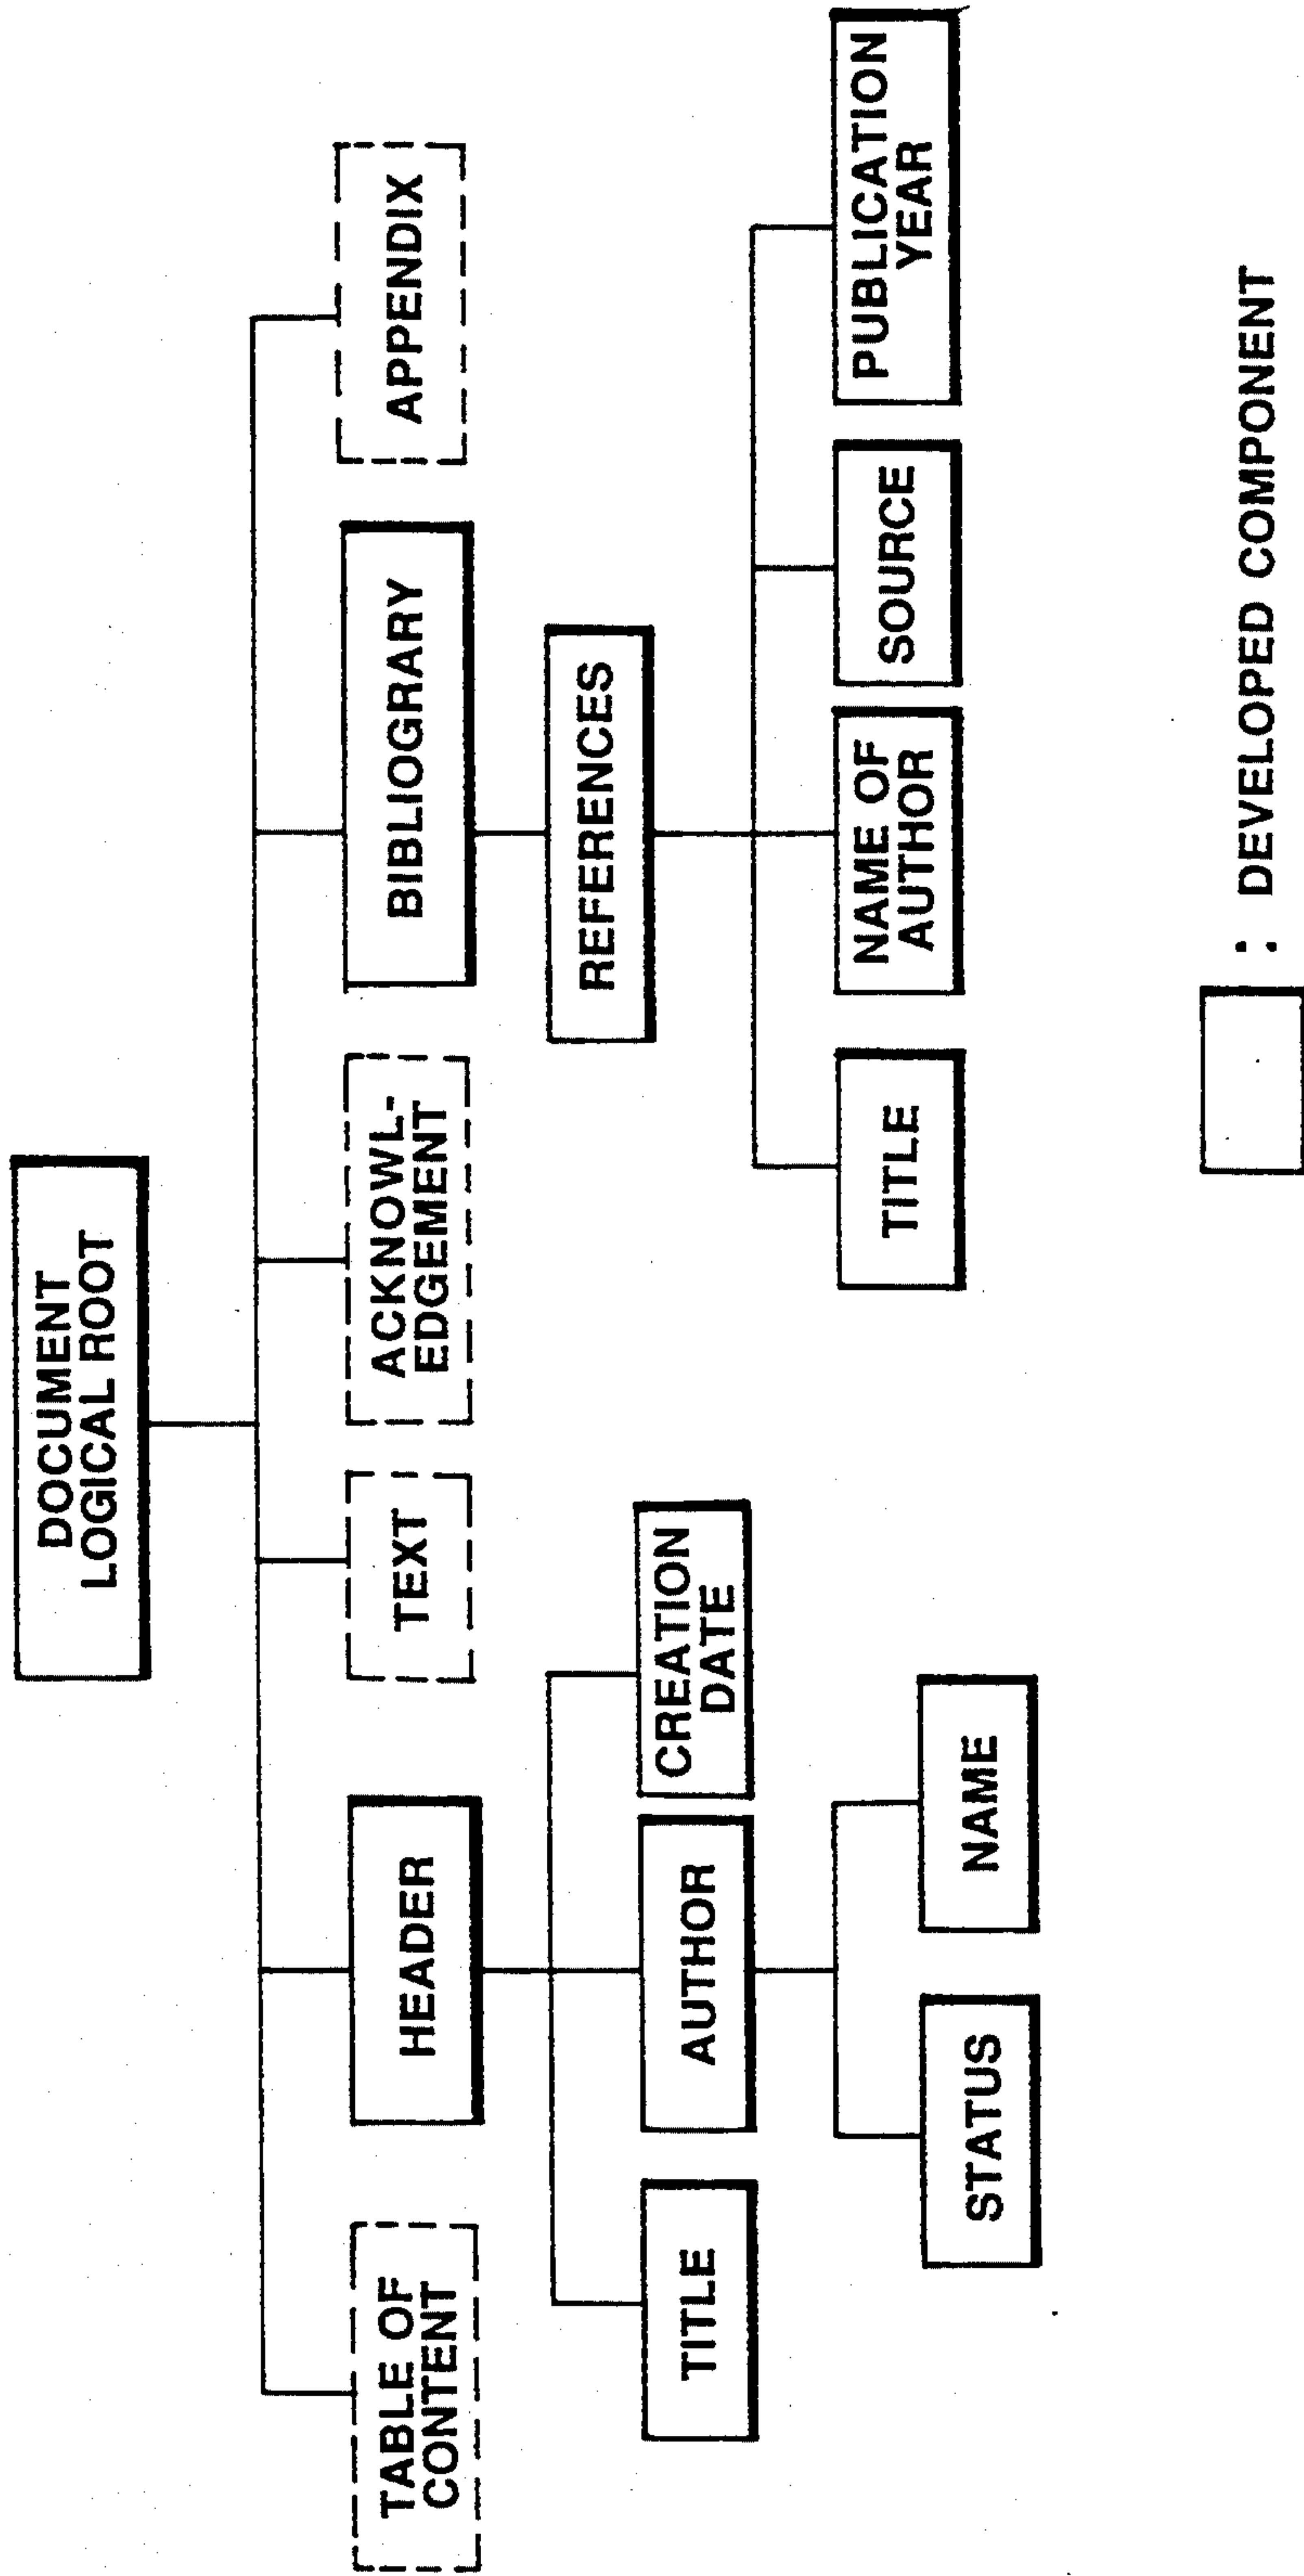 DOCUMENT
LOGICAL ROOT
TABLE OF
CONTENT
HEADER
TEXT
ACKNOWL-
EDGEMENT
BIBLIOGRARY
APPENDIX
TITLE
AUTHOR
CREATION
DATE
REFERENCES
STATUS
NAME
TITLE
NAME OF
AUTHOR
SOURCE
PUBLICATION
YEAR
: DEVELOPED COMPONENT